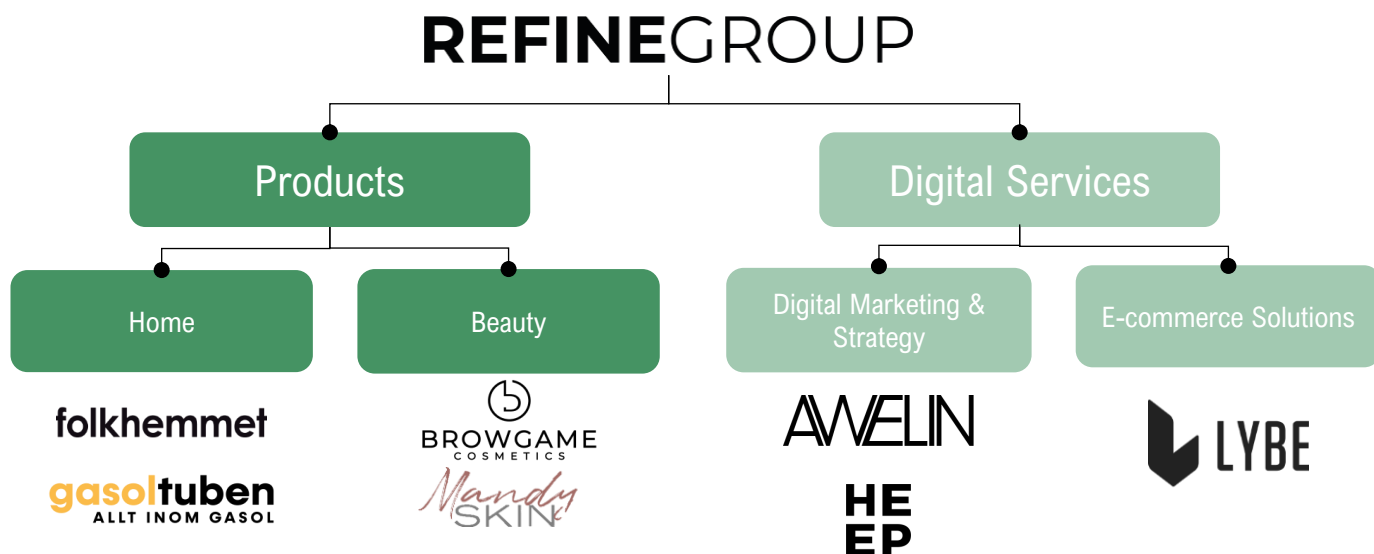 REFINEGROUP
Products
Digital Services
Home
Beauty
Digital Marketing &
Strategy
E-commerce Solutions
folkhemmet
gasoltuben
ALLT INOM GASOL
BROWGAME
COSMETICS
Mandy
SKIN
AWELIN
HE
EP
LYBE